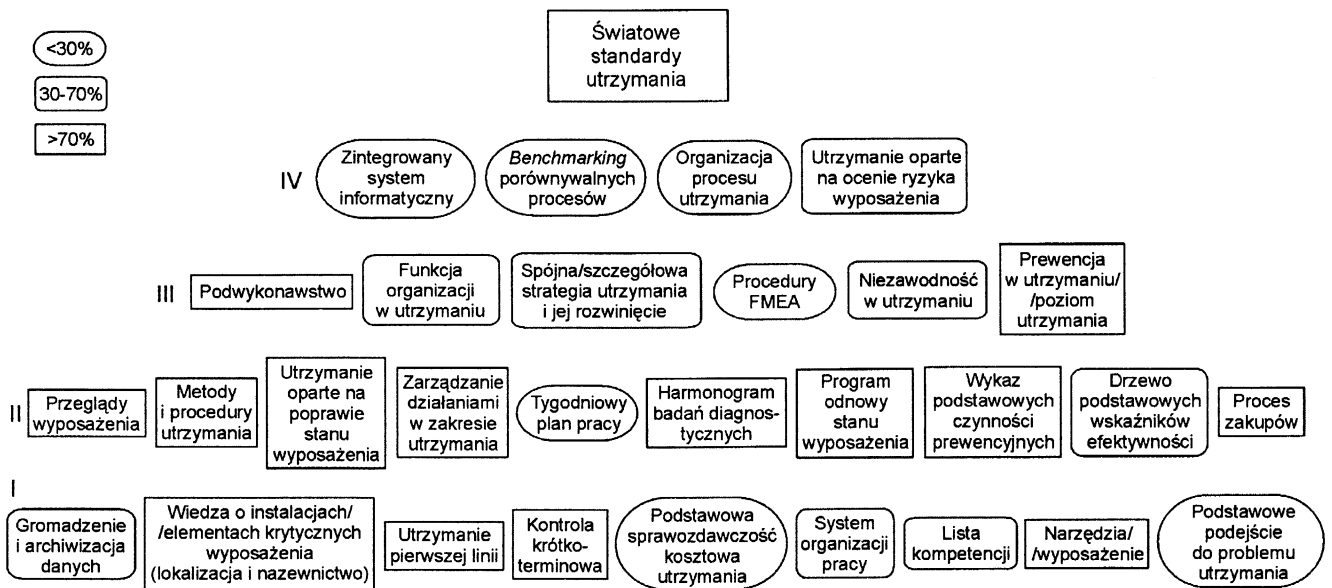 <30%
30-70%
>70%
Światowe
standardy
utrzymania
IV
Zintegrowany
system
informatyczny
Benchmarking
porównywalnych
procesów
Organizacja
procesu
utrzymania
Utrzymanie oparte
na ocenie ryzyka
wyposażenia
III
Podwykonawstwo
Funkcja
organizacji
w utrzymaniu
Spójna/szczegółowa
strategia utrzymania
i jej rozwinięcie
Procedury
FMEA
Niezawodność
w utrzymaniu
Prewencja
w utrzymaniu/
/poziom
utrzymania
II
Przeglądy
wyposażenia
Metody
i procedury
utrzymania
Utrzymanie
oparte na
poprawie
stanu
wyposażenia
Zarządzanie
działaniami
w zakresie
utrzymania
Tygodniowy
plan pracy
Harmonogram
badań diagnos-
tycznych
Program
odnowy
stanu
wyposażenia
Wykaz
podstawowych
czynności
prewencyjnych
Drzewo
podstawowych
wskaźników
efektywności
Proces
zakupów
I
Gromadzenie
i archiwizacja
danych
Wiedza o instalacjach/
/elementach krytycznych
wyposażenia
(lokalizacja i nazewnictwo)
Utrzymanie
pierwszej linii
Kontrola
krótko-
terminowa
Podstawowa
sprawozdawczość
kosztowa
utrzymania
System
organizacji
pracy
Lista
kompetencji
Narzędzia/
/wyposażenie
Podstawowe
podejście
do problemu
utrzymania